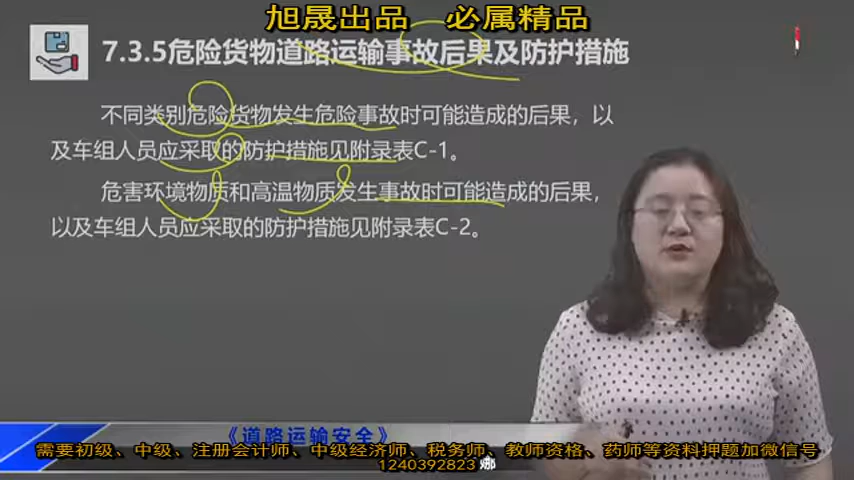 旭晟出品 必属精品
7.3.5危险货物道路运输事故后果及防护措施
不同类别危险货物发生危险事故时可能造成的后果，以
及车组人员应采取的防护措施见附录表C-1。
危害环境物质和高温物质发生事故时可能造成的后果，
以及车组人员应采取的防护措施见附录表C-2。
《道路运输安全》
需要初级、中级、注册会计师、中级经济师、税务师、教师资格、药师等资料押题加微信号
1240392823
娜